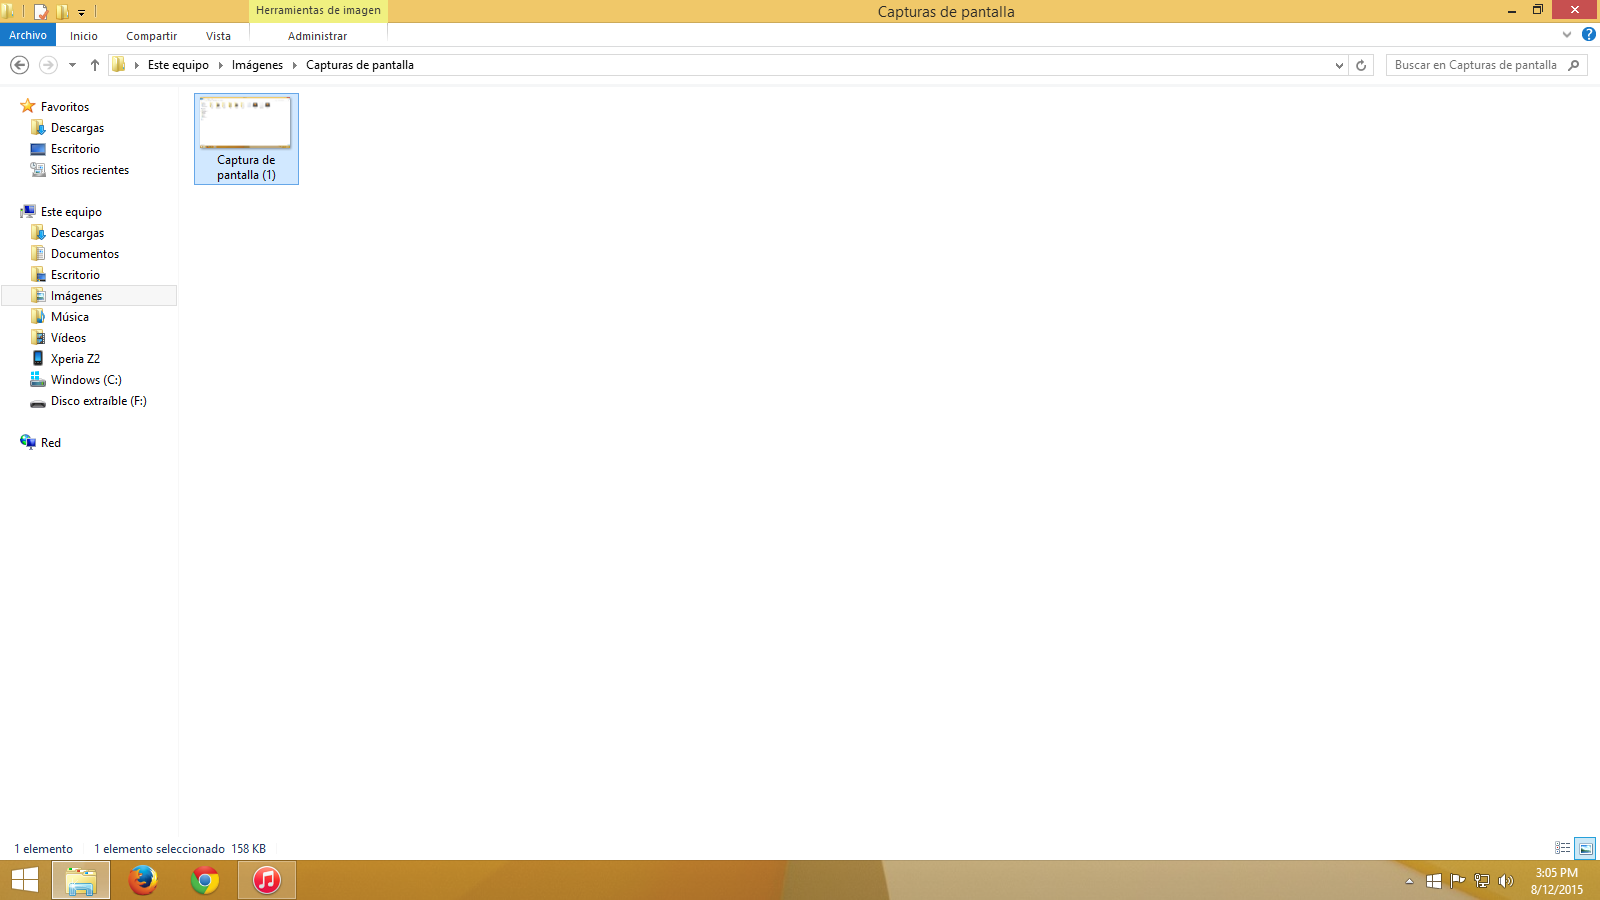 Herramientas de imagen
Capturas de pantalla
Archivo
Inicio
Compartir
Vista
Administrar
Este equipo
Imágenes
Capturas de pantalla
Buscar en Capturas de pantalla
Favoritos
Descargas
Escritorio
Sitios recientes
Este equipo
Descargas
Documentos
Escritorio
Imágenes
Música
Vídeos
Xperia Z2
Windows (C:)
Disco extraíble (F:)
Red
Captura de
pantalla (1)
1 elemento
1 elemento seleccionado 158 KB
3:05 PM
8/12/2015